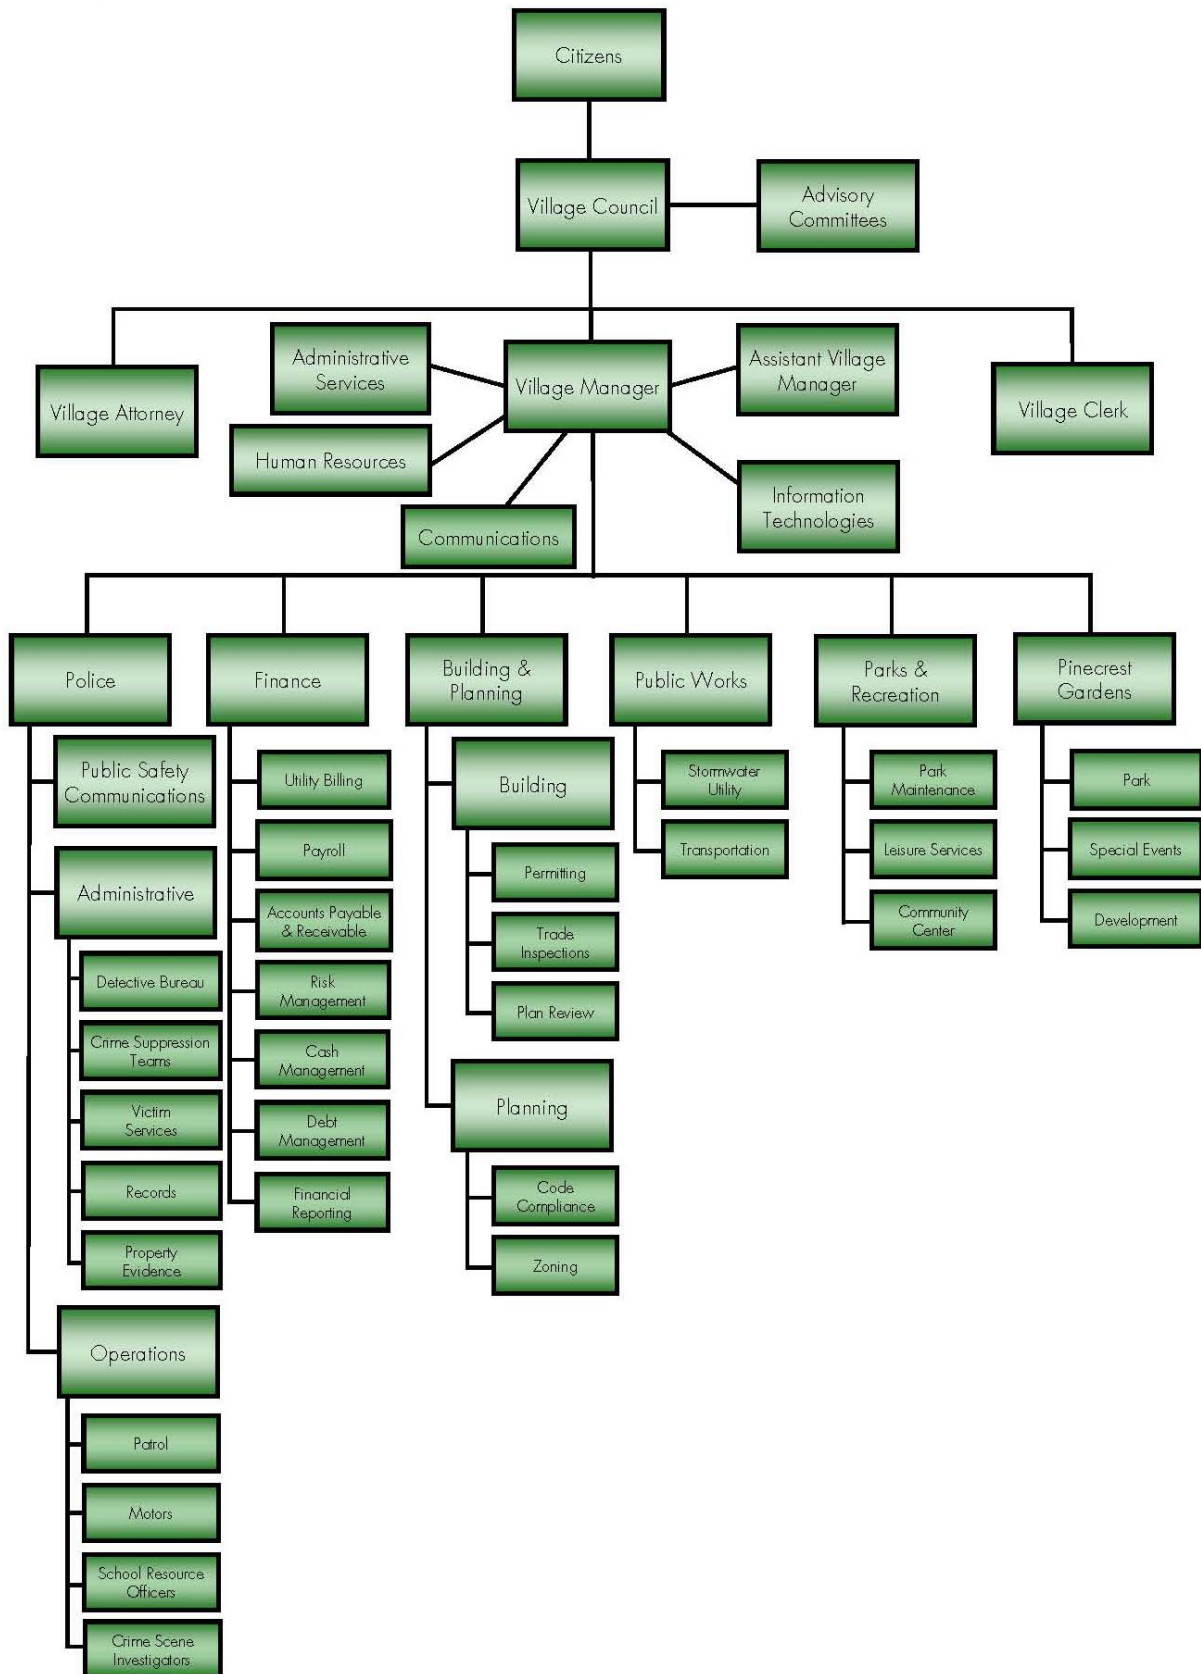 Citizens
Village Council
Advisory
Committees
Village Attorney
Administrative
Services
Human Resources
Communications
Village Manager
Assistant Village
Manager
Information
Technologies
Village Clerk
Police
Public Safety
Communications
Administrative
Detective Bureau
Crime Suppression
Teams
Victim
Services
Records
Property
Evidence
Operations
Patrol
Motors
School Resource
Officers
Crime Scene
Investigators
Finance
Utility Billing
Payroll
Accounts Payable
& Receivable
Risk
Management
Cash
Management
Debt
Management
Financial
Reporting
Building &
Planning
Building
Permitting
Trade
Inspections
Plan Review
Planning
Code
Compliance
Zoning
Public Works
Stormwater
Utility
Transportation
Parks &
Recreation
Park
Maintenance
Leisure Services
Community
Center
Pinecrest
Gardens
Park
Special Events
Development